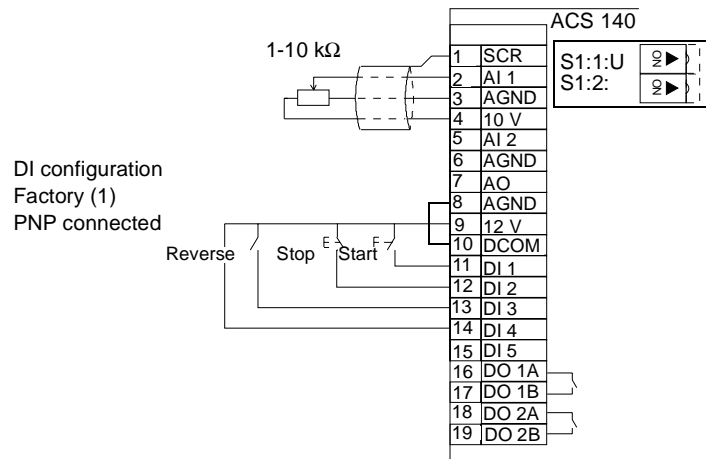 ACS 140
1-10 kΩ
S1:1:U ON
S1:2: ON
1 SCR
2 AI 1
3 AGND
4 10 V
5 AI 2
6 AGND
7 AO
8 AGND
9 12 V
10 DCOM
11 DI 1
12 DI 2
13 DI 3
14 DI 4
15 DI 5
16 DO 1A
17 DO 1B
18 DO 2A
19 DO 2B
DI configuration
Factory (1)
PNP connected
Reverse Stop Start